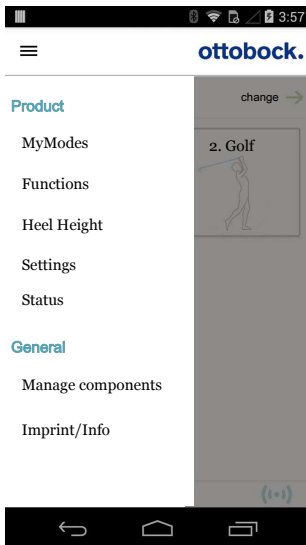 3:57
ottobock.
Product
change
MyModes
2. Golf
Functions
Heel Height
Settings
Status
General
Manage components
Imprint/Info